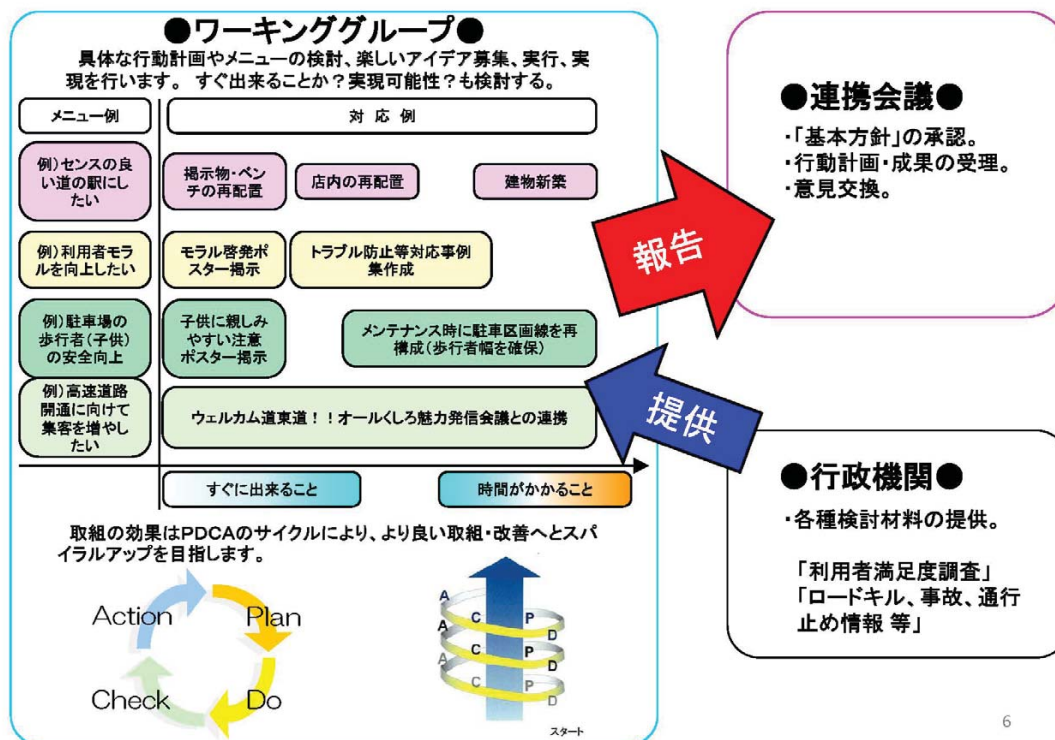 ●ワーキンググループ●
具体な行動計画やメニューの検討、楽しいアイデア募集、実行、実
現を行います。 すぐ出来ることか？実現可能性？も検討する。
メニュー例
対 応 例
例）センスの良
い道の駅にし
たい
掲示物・ベン
チの再配置
店内の再配置
建物新築
例）利用者モラ
ルを向上したい
モラル啓発ポ
スター掲示
トラブル防止等対応事例
集作成
例）駐車場の
歩行者（子供）
の安全向上
子供に親しみ
やすい注意
ポスター掲示
メンテナンス時に駐車区画線を再
構成（歩行者幅を確保）
例）高速道路
開通に向けて
集客を増やし
たい
ウェルカム道東道！！オールくしろ魅力発信会議との連携
すぐに出来ること
時間がかかること
取組の効果はPDCAのサイクルにより、より良い取組・改善へとスパ
イラルアップを目指します。
Action
Plan
Check
Do
A
C
P
D
A
C
P
D
A
C
P
D
スタート
報告
提供
●連携会議●
・「基本方針」の承認。
・行動計画・成果の受理。
・意見交換。
●行政機関●
・各種検討材料の提供。
「利用者満足度調査」
「ロードキル、事故、通行
止め情報 等」
6